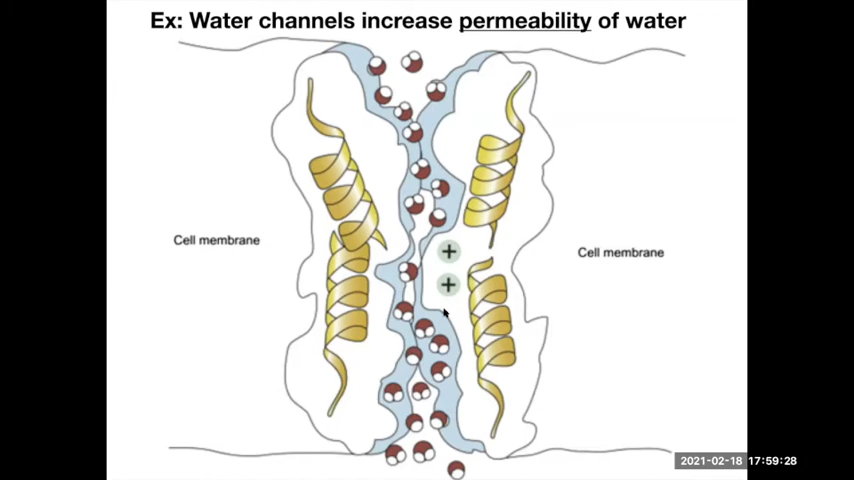 Ex: Water channels increase permeability of water
Cell membrane
+
Cell membrane
+
2021-02-18 17:59:28